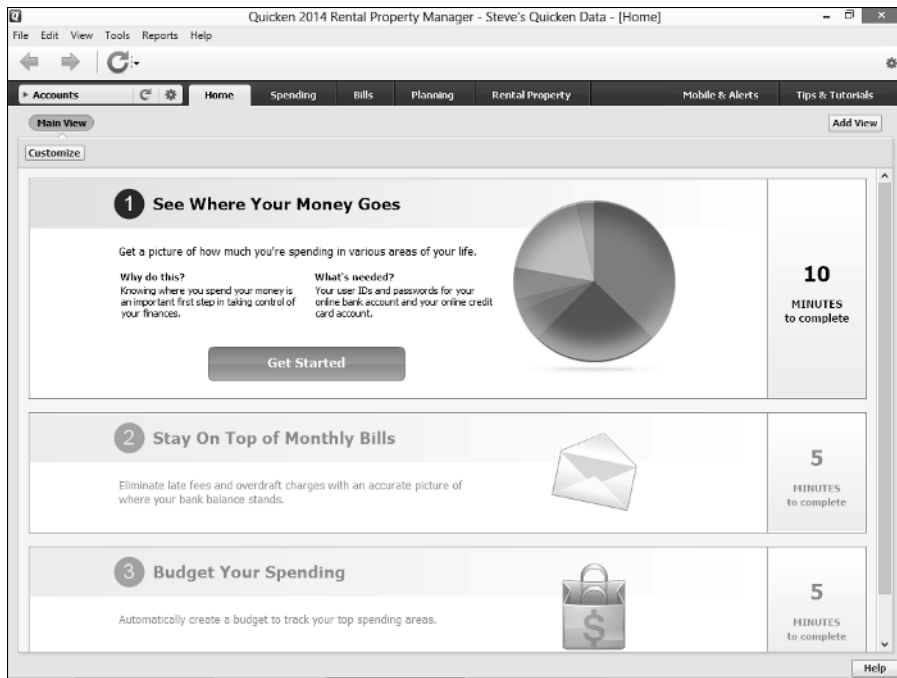 Quicken 2014 Rental Property Manager - Steve's Quicken Data - [Home]
File Edit View Tools Reports Help
Accounts Home Spending Bills Planning Rental Property Mobile & Alerts Tips & Tutorials
Main View Add View
Customize
1 See Where Your Money Goes
Get a picture of how much you're spending in various areas of your life.
Why do this?
Knowing where you spend your money is
an important first step in taking control of
your finances.
What's needed?
Your user IDs and passwords for your
online bank account and your online credit
card account.
Get Started
10
MINUTES
to complete
2 Stay On Top of Monthly Bills
Eliminate late fees and overdraft charges with an accurate picture of
where your bank balance stands.
5
MINUTES
to complete
3 Budget Your Spending
Automatically create a budget to track your top spending areas.
$
5
MINUTES
to complete
Help